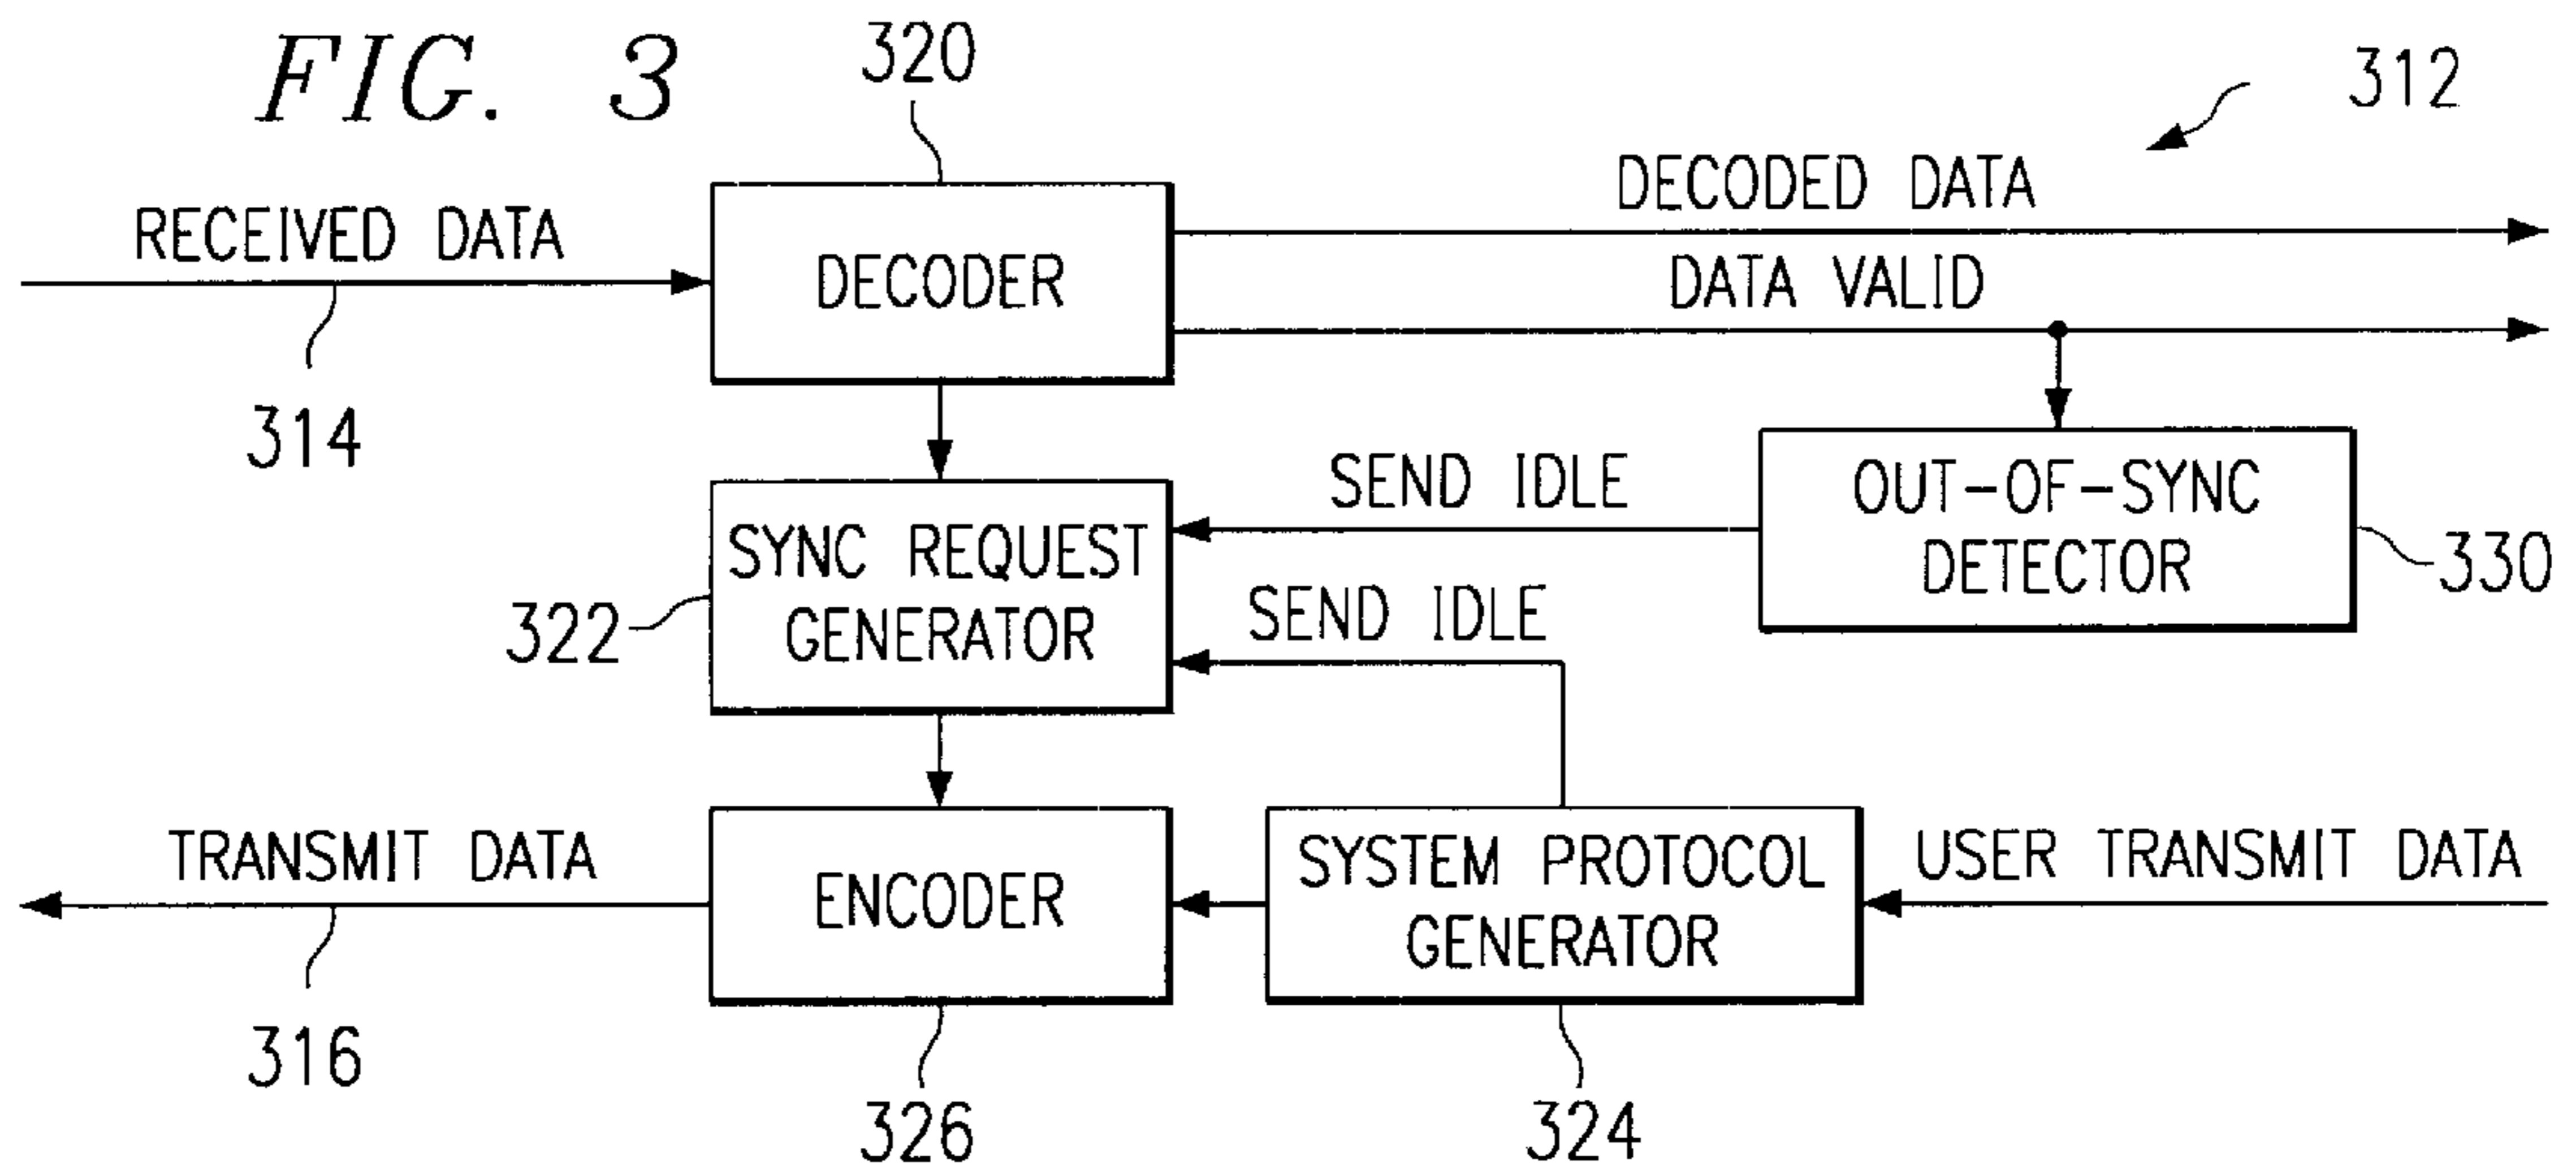 FIG. 3
320
312
RECEIVED DATA
DECODER
DECODED DATA
DATA VALID
314
SEND IDLE
OUT-OF-SYNC
DETECTOR
330
SYNC REQUEST
GENERATOR
322
SEND IDLE
TRANSMIT DATA
ENCODER
SYSTEM PROTOCOL
GENERATOR
USER TRANSMIT DATA
316
326
324